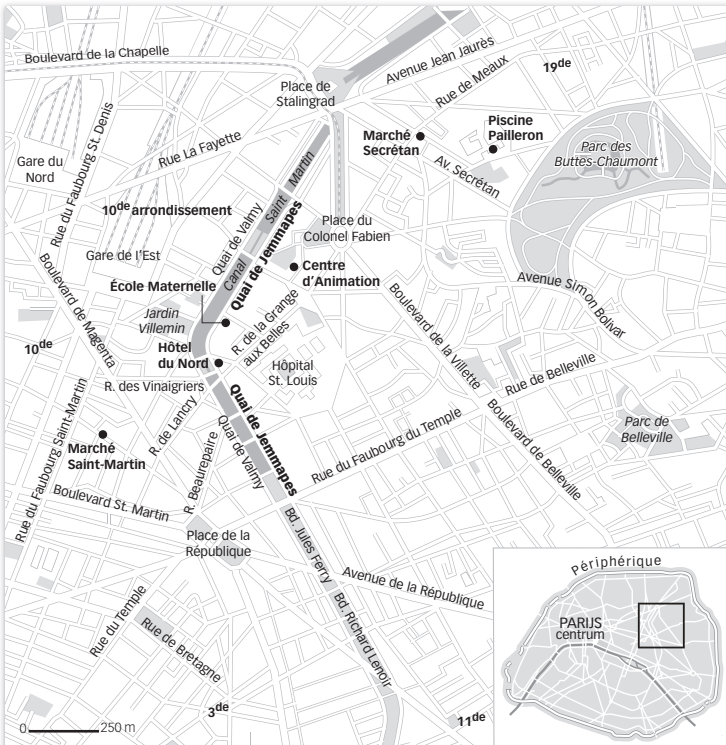 Boulevard de la Chapelle
Avenue Jean Jaurès
Rue de Meaux
19de
Place de
Stalingrad
Piscine
Pailleron
Marché
Secrétan
Av. Secrétan
Parc des
Buttes-Chaumont
Rue du Faubourg St. Denis
Rue La Fayette
Gare du
Nord
10de arrondissement
Quai de Valmy
Canal Saint Martin
Quai de Jemmapes
Place du
Colonel Fabien
Gare de l'Est
Centre
d'Animation
École Maternelle
Avenue Simon Bolivar
Boulevard de Magenta
Jardin
Villemin
R. de la Grange
aux Belles
Boulevard de la Villette
10de
Hôtel
du Nord
Hôpital
St. Louis
Rue de Belleville
R. des Vinaigriers
Quai de Jemmapes
Rue du Faubourg Saint-Martin
R. de Lancry
Quai de Valmy
Rue du Faubourg du Temple
Boulevard de Belleville
Parc de
Belleville
Marché
Saint-Martin
R. Beaurepaire
Boulevard St. Martin
Place de la
République
Bd. Jules Ferry
Avenue de la République
Périphérique
Rue du Temple
Bd. Richard Lenoir
PARIJS
centrum
Rue de Bretagne
3de
11de
0 250 m